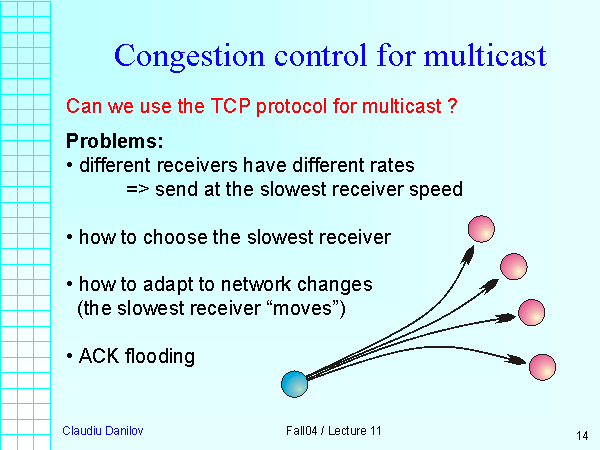 Congestion control for multicast
Can we use the TCP protocol for multicast ?
Problems:
• different receivers have different rates
=> send at the slowest receiver speed
• how to choose the slowest receiver
• how to adapt to network changes
(the slowest receiver “moves”)
• ACK flooding
Claudiu Danilov
Fall04 / Lecture 11
14